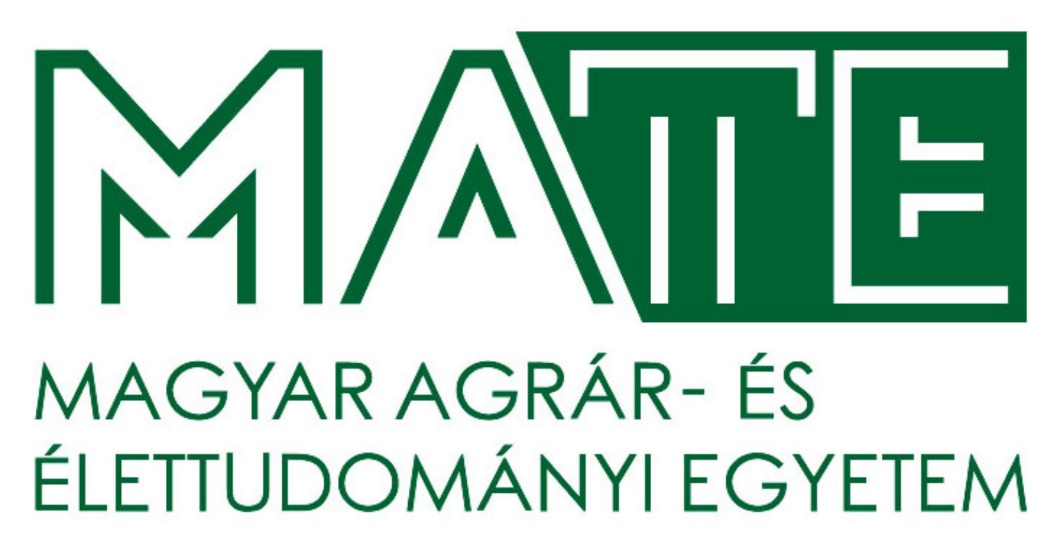 MATE
MAGYAR AGRÁR- ÉS
ÉLETTUDOMÁNYI EGYETEM